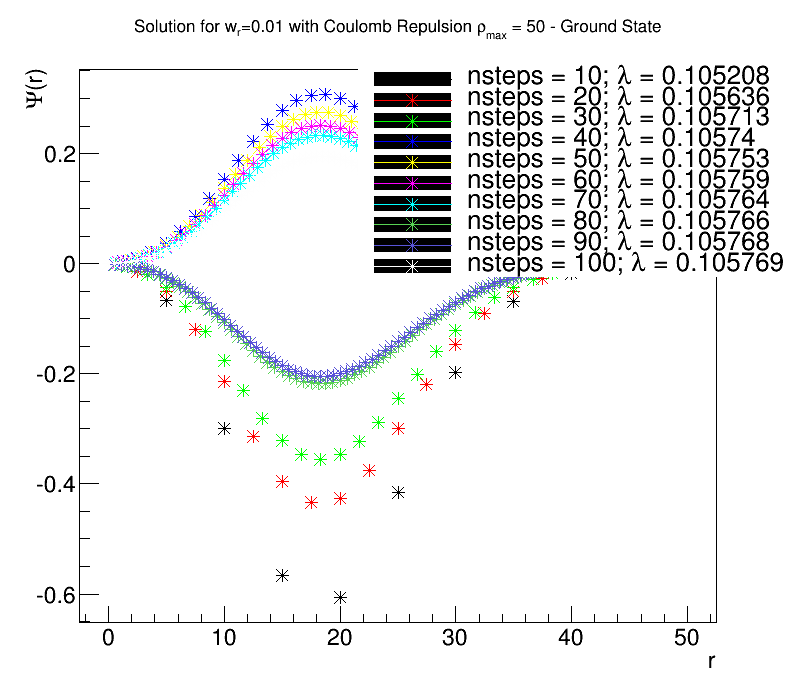 Solution for wr=0.01 with Coulomb Repulsion ρmax = 50 - Ground State
Ψ(r)
nsteps = 10; λ = 0.105208
nsteps = 20; λ = 0.105636
nsteps = 30; λ = 0.105713
nsteps = 40; λ = 0.10574
nsteps = 50; λ = 0.105753
nsteps = 60; λ = 0.105759
nsteps = 70; λ = 0.105764
nsteps = 80; λ = 0.105766
nsteps = 90; λ = 0.105768
nsteps = 100; λ = 0.105769
0.2
0
-0.2
-0.4
-0.6
0 10 20 30 40 50
r